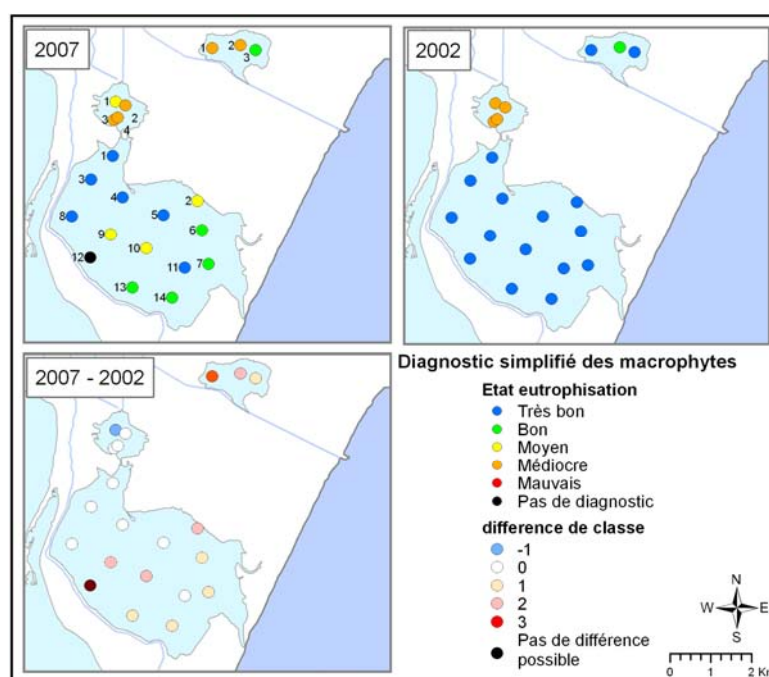 2007
1
2
3
1
2
3
4
1
3
4
2
8
5
6
9
10
7
12
11
13
14
2002
2007 - 2002
Diagnostic simplifié des macrophytes
Etat eutrophisation
Très bon
Bon
Moyen
Médiocre
Mauvais
Pas de diagnostic
difference de classe
-1
0
1
2
3
Pas de différence
possible
N
W
E
S
0
1
2 Km